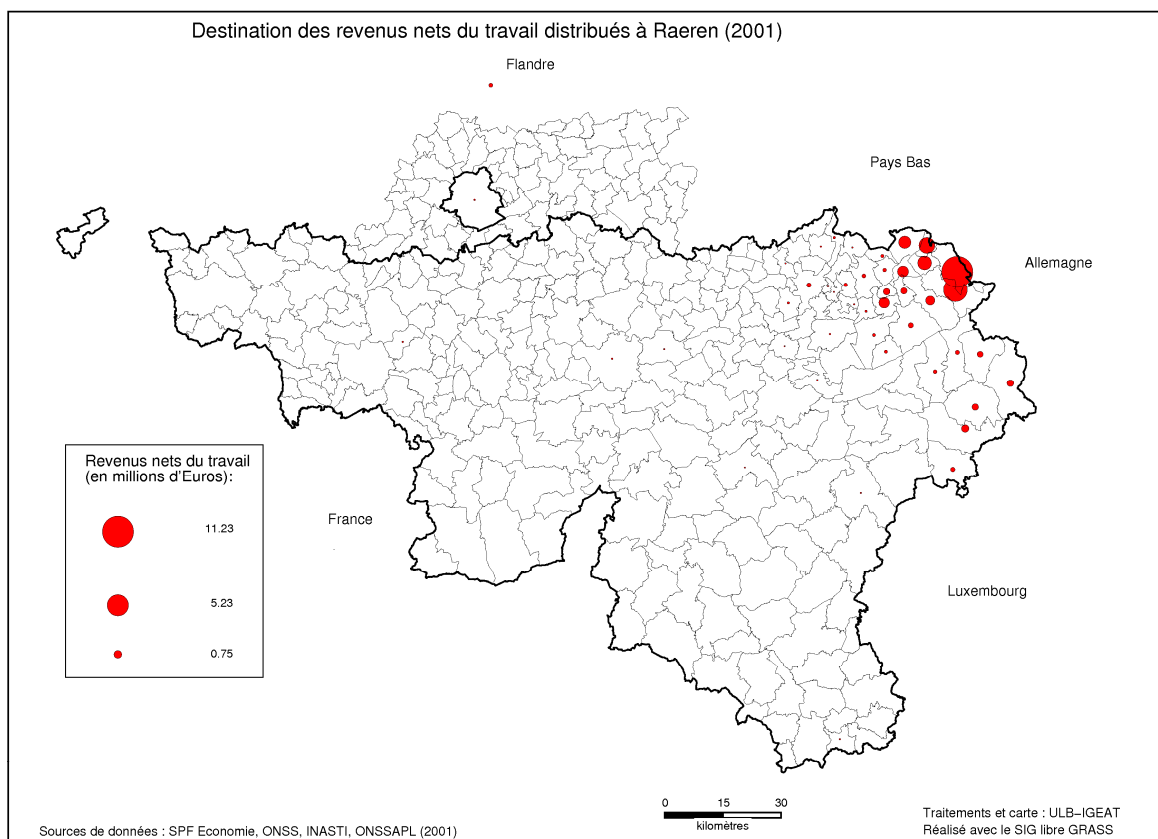 Destination des revenus nets du travail distribués à Raeren (2001)
Flandre
Pays Bas
Allemagne
Revenus nets du travail
(en millions d'Euros):
11.23
5.23
0.75
France
Luxembourg
0 15 30
kilomètres
Sources de données : SPF Economie, ONSS, INASTI, ONSSAPL (2001)
Traitements et carte : ULB−IGEAT
Réalisé avec le SIG libre GRASS